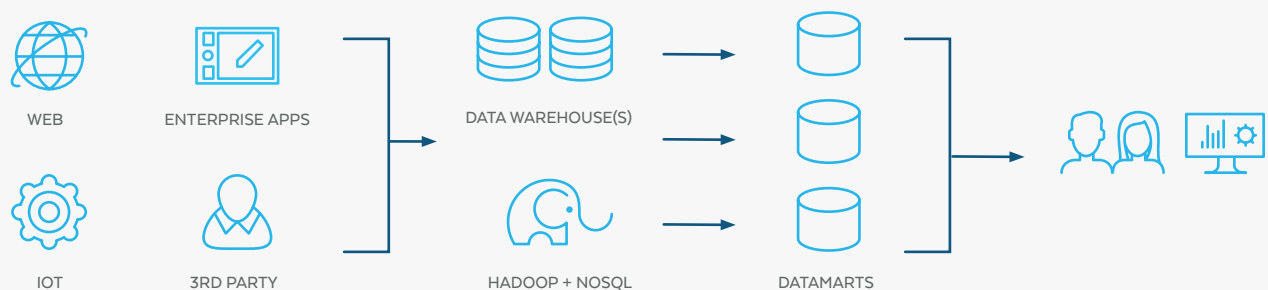 WEB
ENTERPRISE APPS
DATA WAREHOUSE(S)
IOT
3RD PARTY
HADOOP + NOSQL
DATAMARTS